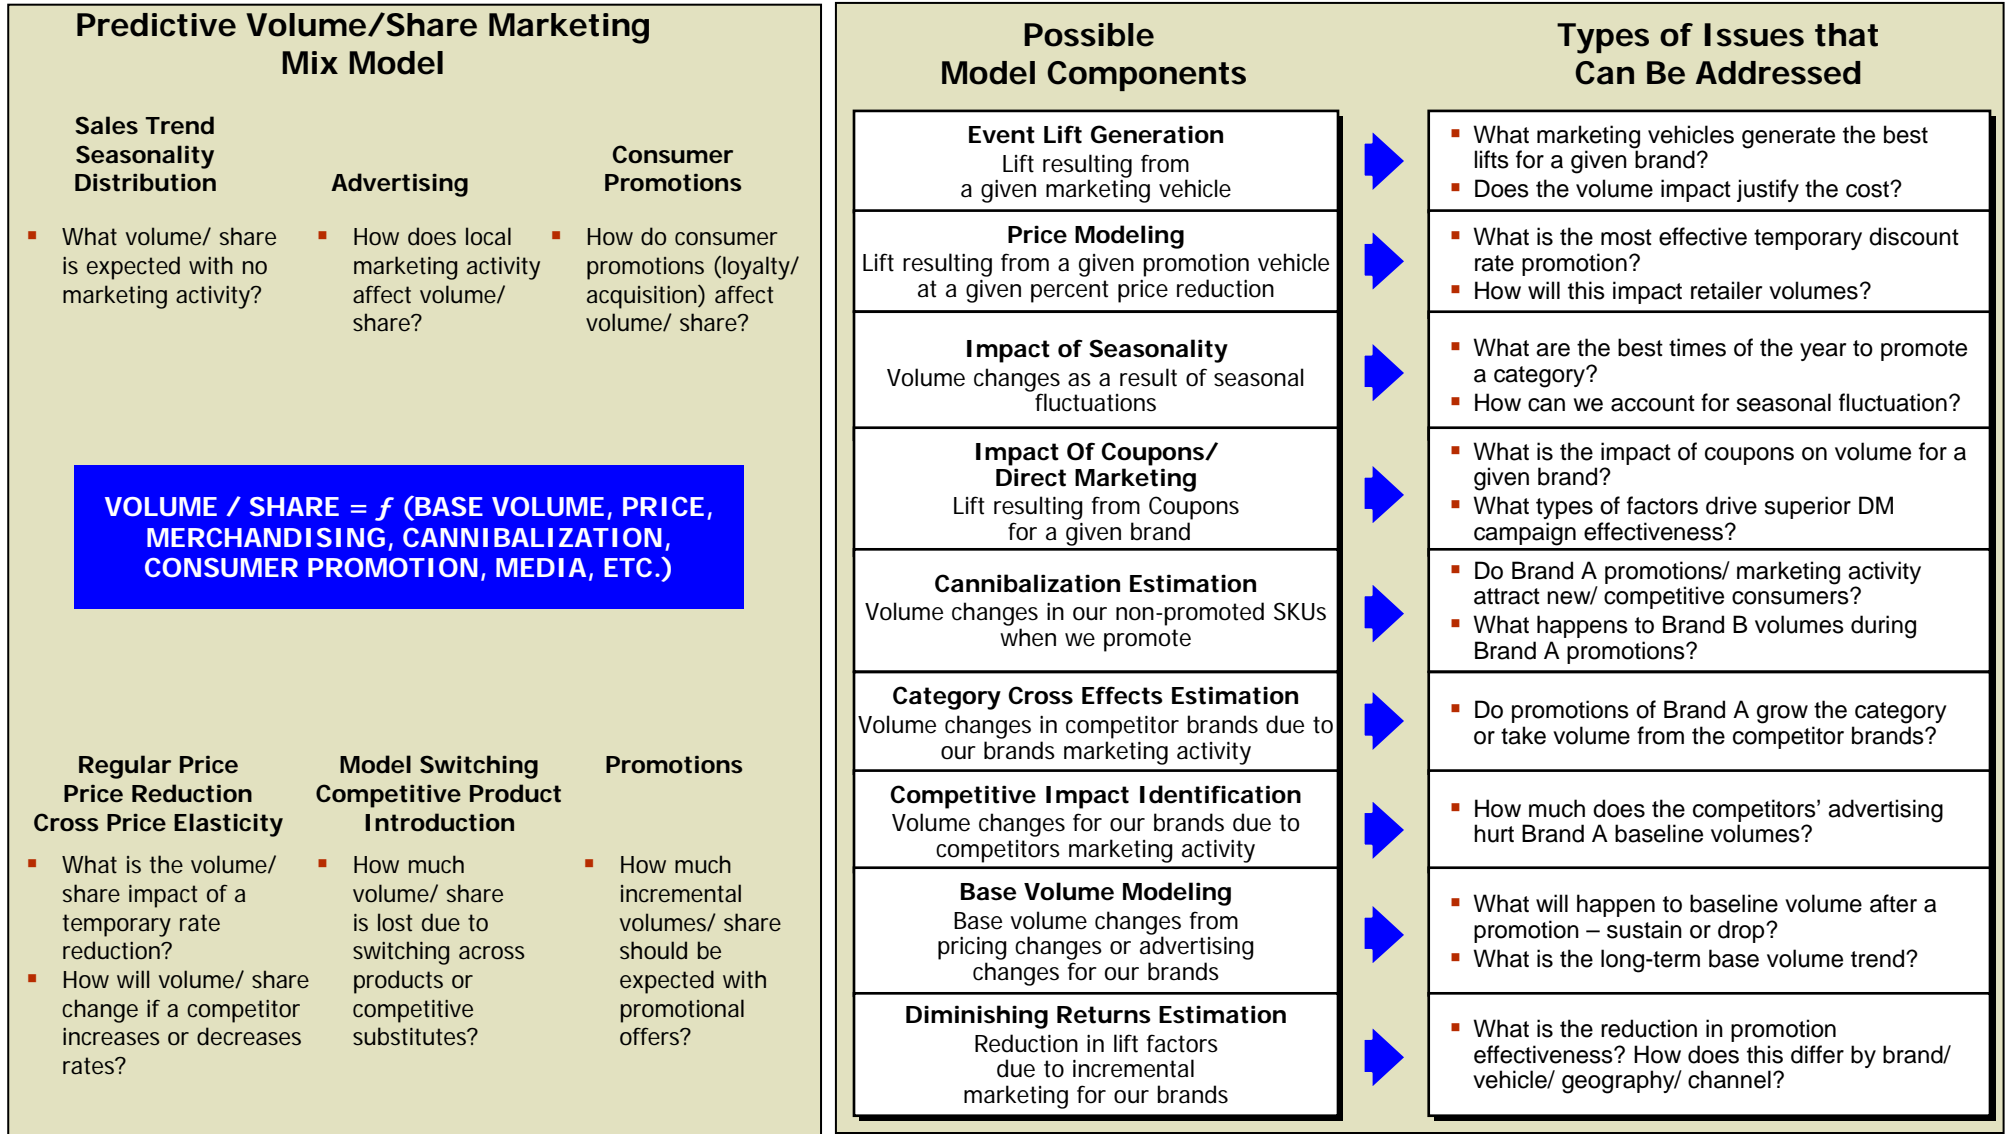 Predictive Volume/Share Marketing
Mix Model
Sales Trend
Seasonality
Distribution
▪ What volume/ share
is expected with no
marketing activity?
Advertising
▪ How does local
marketing activity
affect volume/
share?
Consumer
Promotions
▪ How do consumer
promotions (loyalty/
acquisition) affect
volume/ share?
VOLUME / SHARE = ƒ (BASE VOLUME, PRICE,
MERCHANDISING, CANNIBALIZATION,
CONSUMER PROMOTION, MEDIA, ETC.)
Regular Price
Price Reduction
Cross Price Elasticity
▪ What is the volume/
share impact of a
temporary rate
reduction?
▪ How will volume/ share
change if a competitor
increases or decreases
rates?
Model Switching
Competitive Product
Introduction
▪ How much
volume/ share
is lost due to
switching across
products or
competitive
substitutes?
Promotions
▪ How much
incremental
volumes/ share
should be
expected with
promotional
offers?
Possible
Model Components
Types of Issues that
Can Be Addressed
Event Lift Generation
Lift resulting from
a given marketing vehicle
▪ What marketing vehicles generate the best
lifts for a given brand?
▪ Does the volume impact justify the cost?
Price Modeling
Lift resulting from a given promotion vehicle
at a given percent price reduction
▪ What is the most effective temporary discount
rate promotion?
▪ How will this impact retailer volumes?
Impact of Seasonality
Volume changes as a result of seasonal
fluctuations
▪ What are the best times of the year to promote
a category?
▪ How can we account for seasonal fluctuation?
Impact Of Coupons/
Direct Marketing
Lift resulting from Coupons
for a given brand
▪ What is the impact of coupons on volume for a
given brand?
▪ What types of factors drive superior DM
campaign effectiveness?
Cannibalization Estimation
Volume changes in our non-promoted SKUs
when we promote
▪ Do Brand A promotions/ marketing activity
attract new/ competitive consumers?
▪ What happens to Brand B volumes during
Brand A promotions?
Category Cross Effects Estimation
Volume changes in competitor brands due to
our brands marketing activity
▪ Do promotions of Brand A grow the category
or take volume from the competitor brands?
Competitive Impact Identification
Volume changes for our brands due to
competitors marketing activity
▪ How much does the competitors’ advertising
hurt Brand A baseline volumes?
Base Volume Modeling
Base volume changes from
pricing changes or advertising
changes for our brands
▪ What will happen to baseline volume after a
promotion – sustain or drop?
▪ What is the long-term base volume trend?
Diminishing Returns Estimation
Reduction in lift factors
due to incremental
marketing for our brands
▪ What is the reduction in promotion
effectiveness? How does this differ by brand/
vehicle/ geography/ channel?